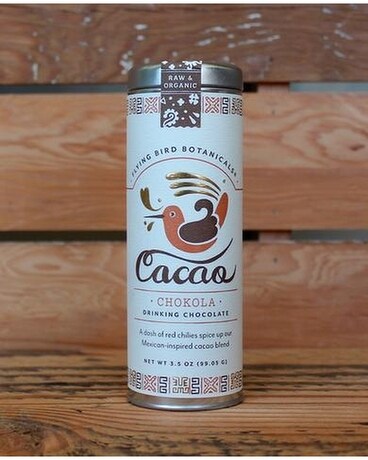 RAW &
ORGANIC
FLYING BIRD BOTANICALS®
Cacao
· CHOKOLA ·
DRINKING CHOCOLATE
A dash of red chilies spice up our
Mexican-inspired cacao blend.
NET WT 3.5 OZ (99.05 G)